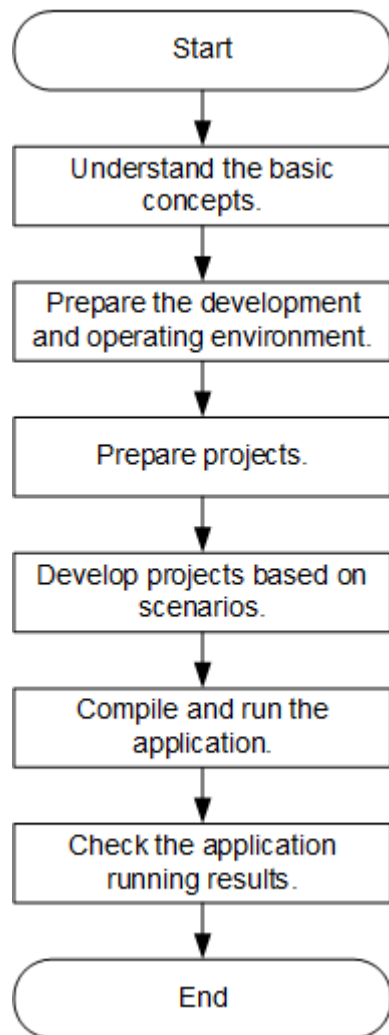 Start
Understand the basic
concepts.
Prepare the development
and operating environment.
Prepare projects.
Develop projects based on
scenarios.
Compile and run the
application.
Check the application
running results.
End